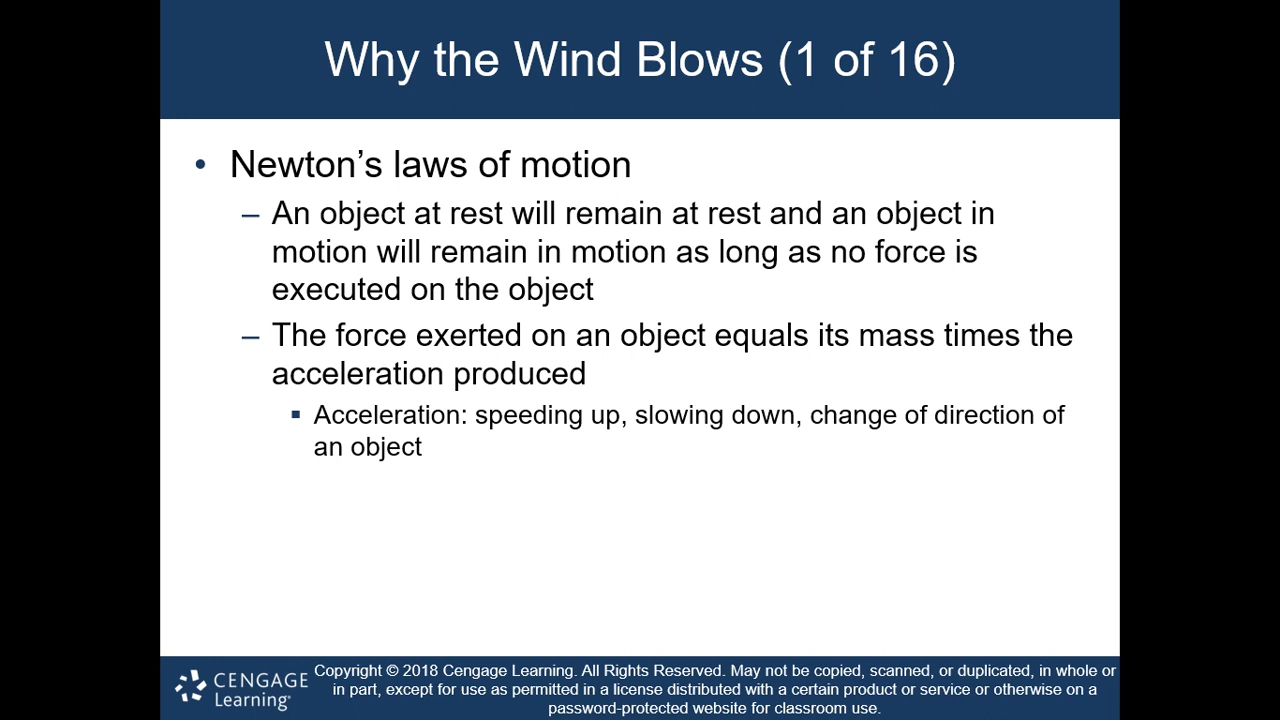 Why the Wind Blows (1 of 16)
• Newton’s laws of motion
– An object at rest will remain at rest and an object in
motion will remain in motion as long as no force is
executed on the object
– The force exerted on an object equals its mass times the
acceleration produced
▪ Acceleration: speeding up, slowing down, change of direction of
an object
CENGAGE
Learning
Copyright © 2018 Cengage Learning. All Rights Reserved. May not be copied, scanned, or duplicated, in whole or
in part, except for use as permitted in a license distributed with a certain product or service or otherwise on a
password-protected website for classroom use.